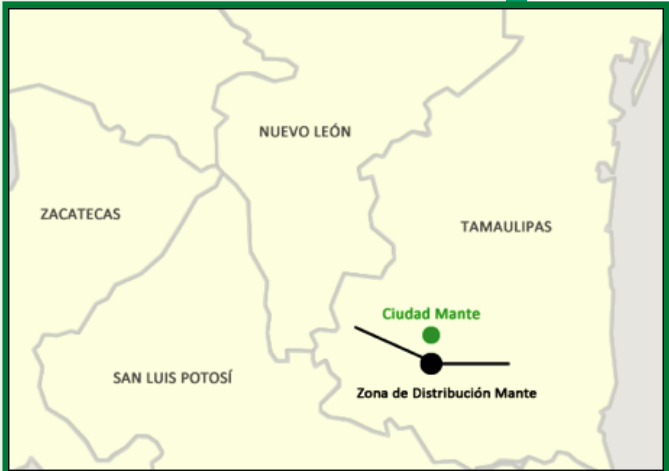 NUEVO LEÓN
ZACATECAS
TAMAULIPAS
Ciudad Mante
SAN LUIS POTOSÍ
Zona de Distribución Mante